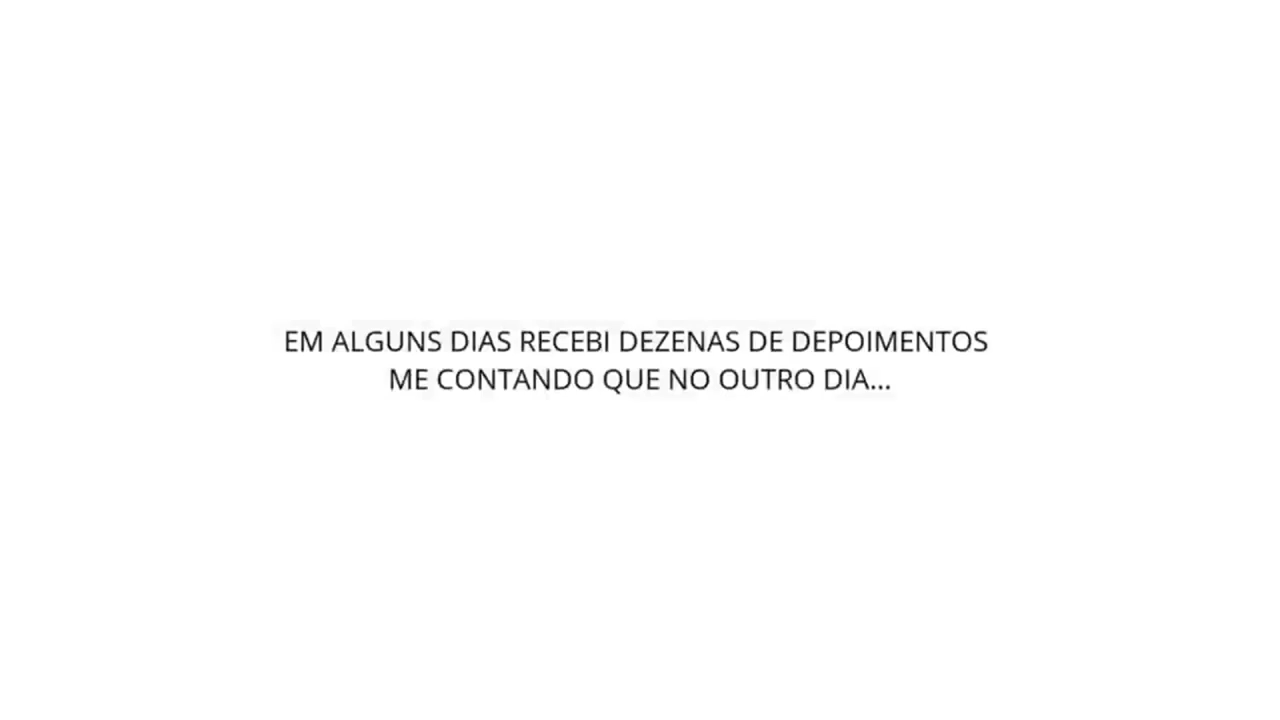 EM ALGUNS DIAS RECEBI DEZENAS DE DEPOIMENTOS
ME CONTANDO QUE NO OUTRO DIA...